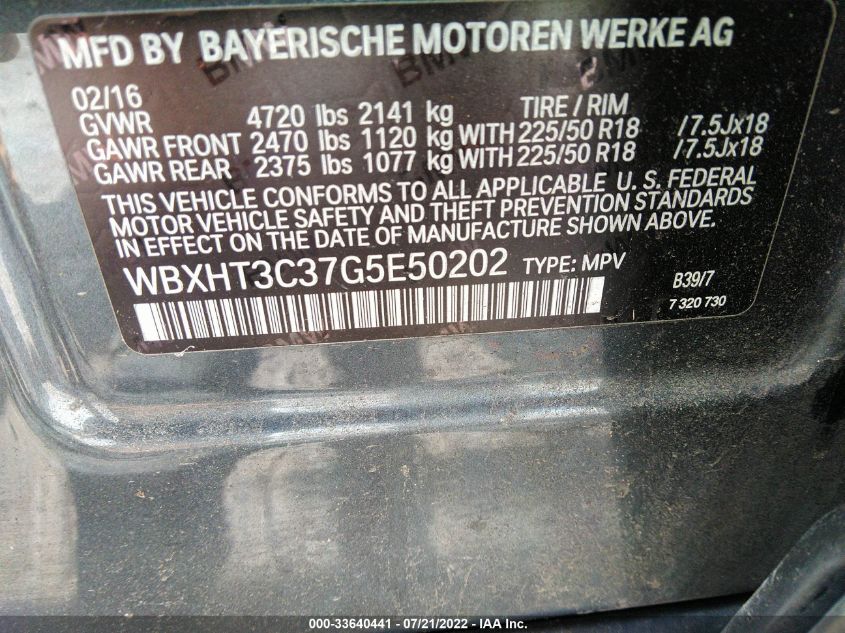 MFD BY BAYERISCHE MOTOREN WERKE AG
02/16
GVWR 4720 lbs 2141 kg TIRE / RIM
GAWR FRONT 2470 lbs 1120 kg WITH 225/50 R18 /7.5Jx18
GAWR REAR 2375 lbs 1077 kg WITH 225/50 R18 /7.5Jx18
THIS VEHICLE CONFORMS TO ALL APPLICABLE U. S. FEDERAL
MOTOR VEHICLE SAFETY AND THEFT PREVENTION STANDARDS
IN EFFECT ON THE DATE OF MANUFACTURE SHOWN ABOVE.
WBXHT3C37G5E50202 TYPE: MPV B39/7
7 320 730
000-33640441 - 07/21/2022 - IAA Inc.